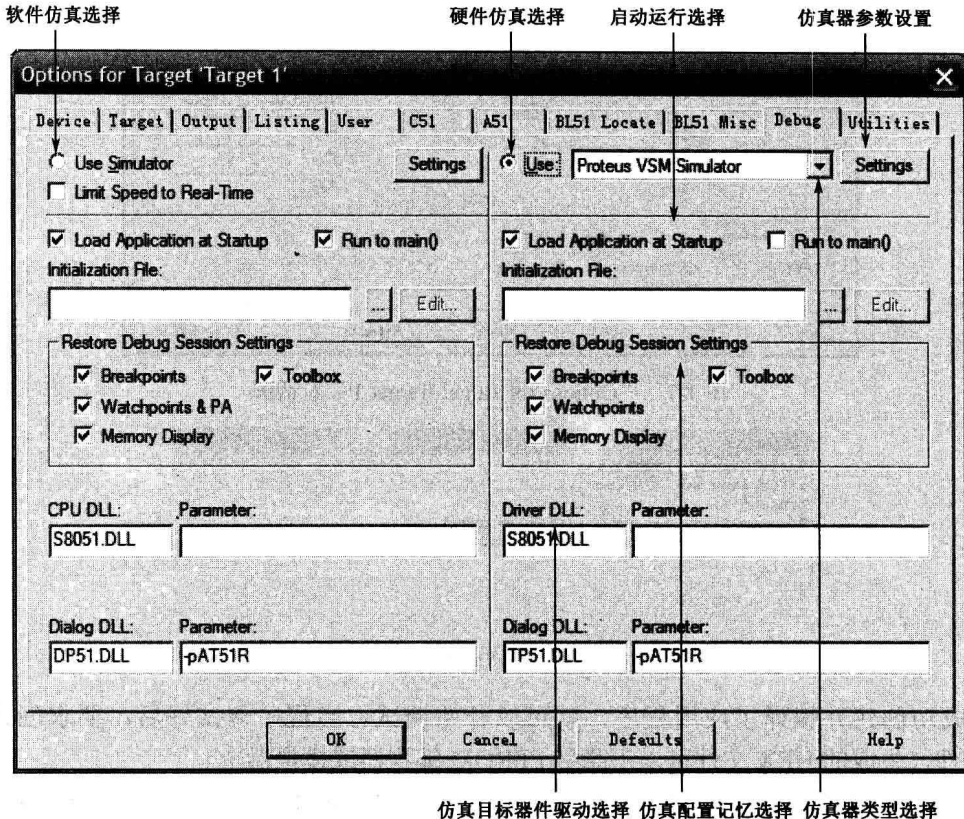 软件仿真选择 硬件仿真选择 启动运行选择 仿真器参数设置
Options for Target 'Target 1'
Device Target Output Listing User C51 A51 BL51 Locate BL51 Misc Debug Utilities
Use Simulator Settings Use: Proteus VSM Simulator Settings
Limit Speed to Real-Time
Load Application at Startup Run to main() Load Application at Startup Run to main()
Initialization File: Initialization File:
... Edit... ... Edit...
Restore Debug Session Settings Restore Debug Session Settings
Breakpoints Toolbox Breakpoints Toolbox
Watchpoints & PA Watchpoints
Memory Display Memory Display
CPU DLL: Parameter: Driver DLL: Parameter:
S8051.DLL S8051.DLL
Dialog DLL: Parameter: Dialog DLL: Parameter:
DP51.DLL -pAT51R TP51.DLL -pAT51R
OK Cancel Defaults Help
仿真目标器件驱动选择 仿真配置记忆选择 仿真器类型选择